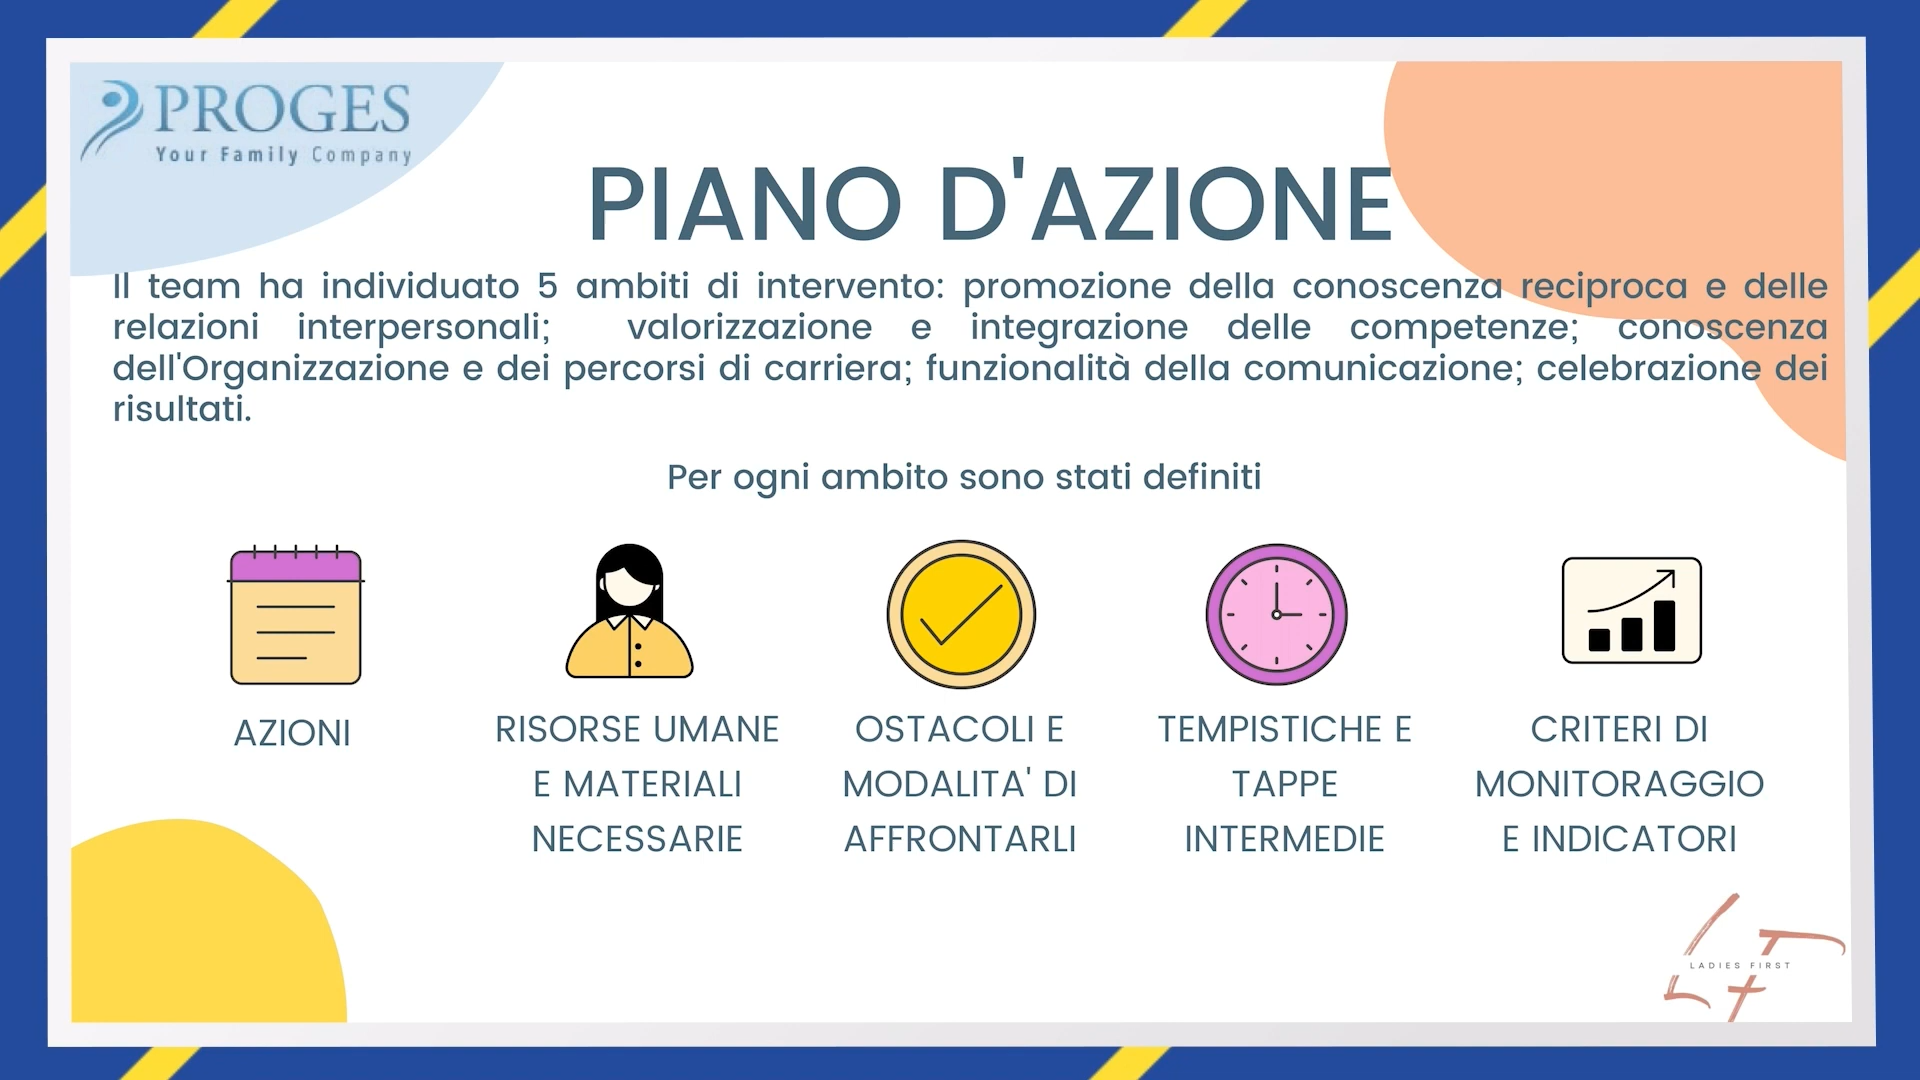 PROGES
Your Family Company
PIANO D'AZIONE
Il team ha individuato 5 ambiti di intervento: promozione della conoscenza reciproca e delle
relazioni interpersonali; valorizzazione e integrazione delle competenze; conoscenza
dell'Organizzazione e dei percorsi di carriera; funzionalità della comunicazione; celebrazione dei
risultati.
Per ogni ambito sono stati definiti
AZIONI
RISORSE UMANE
E MATERIALI
NECESSARIE
OSTACOLI E
MODALITA' DI
AFFRONTARLI
TEMPISTICHE E
TAPPE
INTERMEDIE
CRITERI DI
MONITORAGGIO
E INDICATORI
LF
LADIES FIRST